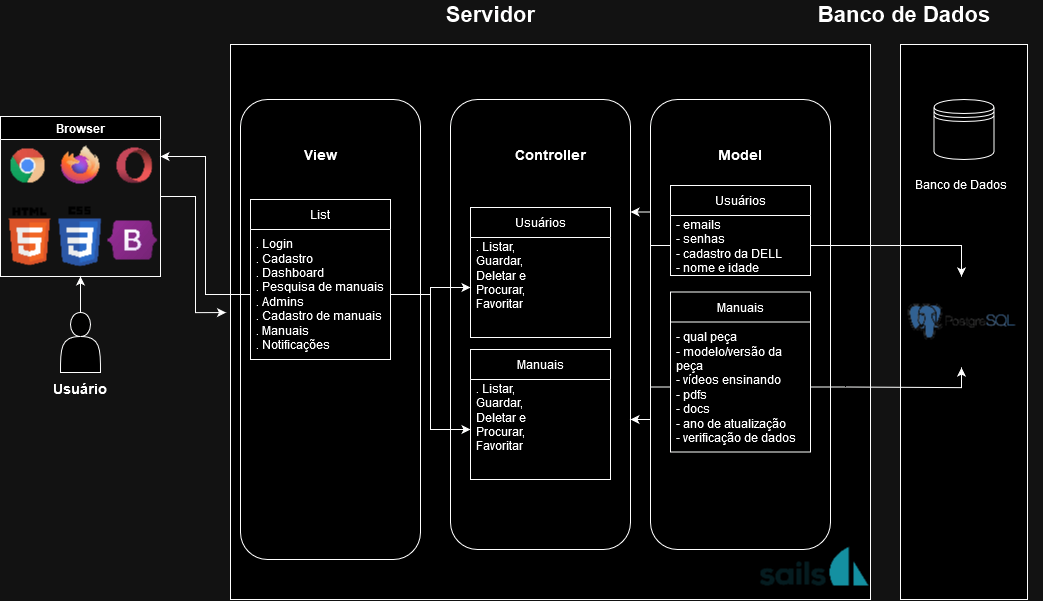 Servidor
Banco de Dados
Browser
HTML
CSS
5
3
B
Usuário
View
List
. Login
. Cadastro
. Dashboard
. Pesquisa de manuais
. Admins
. Cadastro de manuais
. Manuais
. Notificações
Controller
Usuários
. Listar,
Guardar,
Deletar e
Procurar,
Favoritar
Manuais
. Listar,
Guardar,
Deletar e
Procurar,
Favoritar
Model
Usuários
- emails
- senhas
- cadastro da DELL
- nome e idade
Manuais
- qual peça
- modelo/versão da
peça
- vídeos ensinando
- pdfs
- docs
- ano de atualização
- verificação de dados
sails
Banco de Dados
PostgreSQL